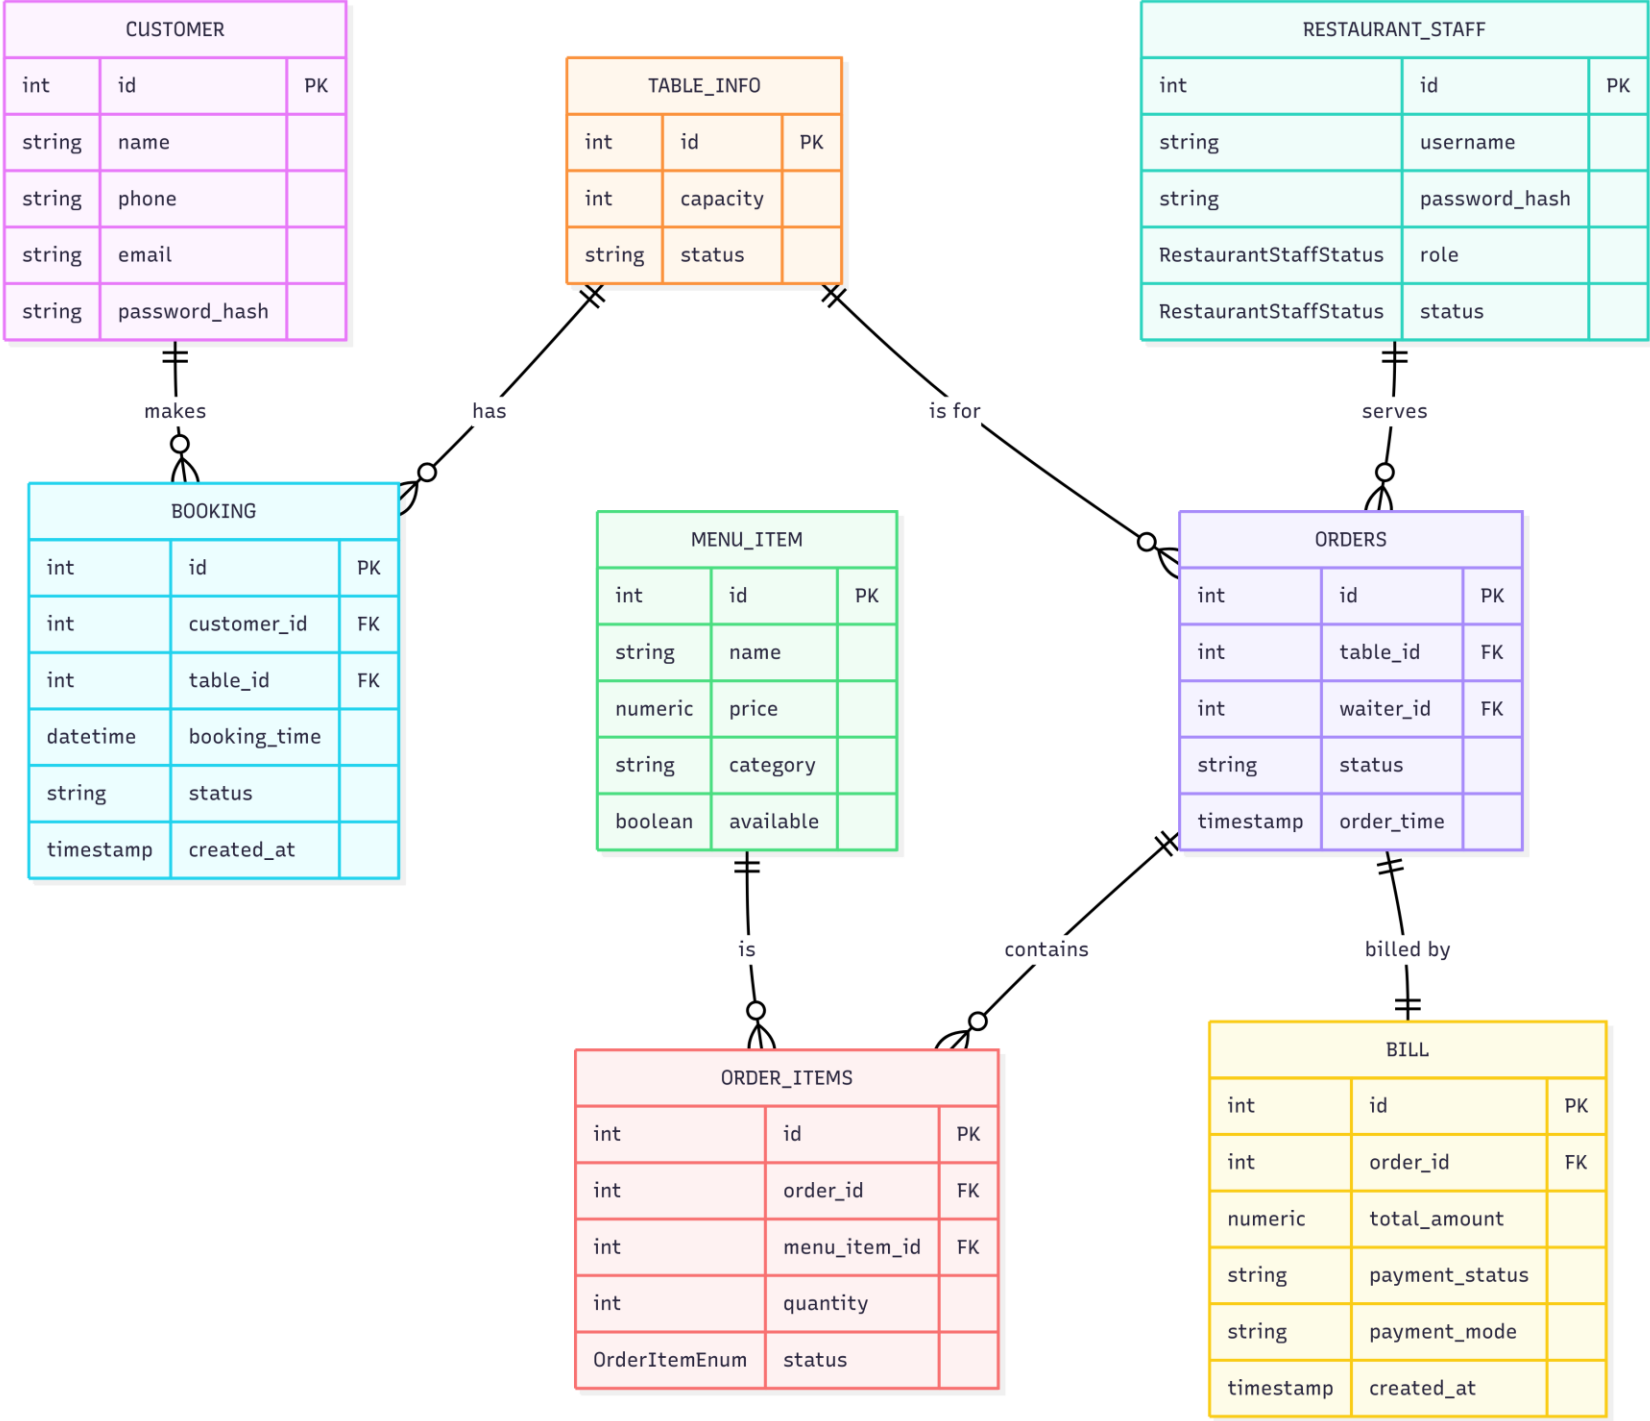 CUSTOMER
int id PK
string name
string phone
string email
string password_hash
TABLE_INFO
int id PK
int capacity
string status
RESTAURANT_STAFF
int id PK
string username
string password_hash
RestaurantStaffStatus role
RestaurantStaffStatus status
makes
has
is for
serves
BOOKING
int id PK
int customer_id FK
int table_id FK
datetime booking_time
string status
timestamp created_at
MENU_ITEM
int id PK
string name
numeric price
string category
boolean available
ORDERS
int id PK
int table_id FK
int waiter_id FK
string status
timestamp order_time
is
contains
billed by
ORDER_ITEMS
int id PK
int order_id FK
int menu_item_id FK
int quantity
OrderItemEnum status
BILL
int id PK
int order_id FK
numeric total_amount
string payment_status
string payment_mode
timestamp created_at